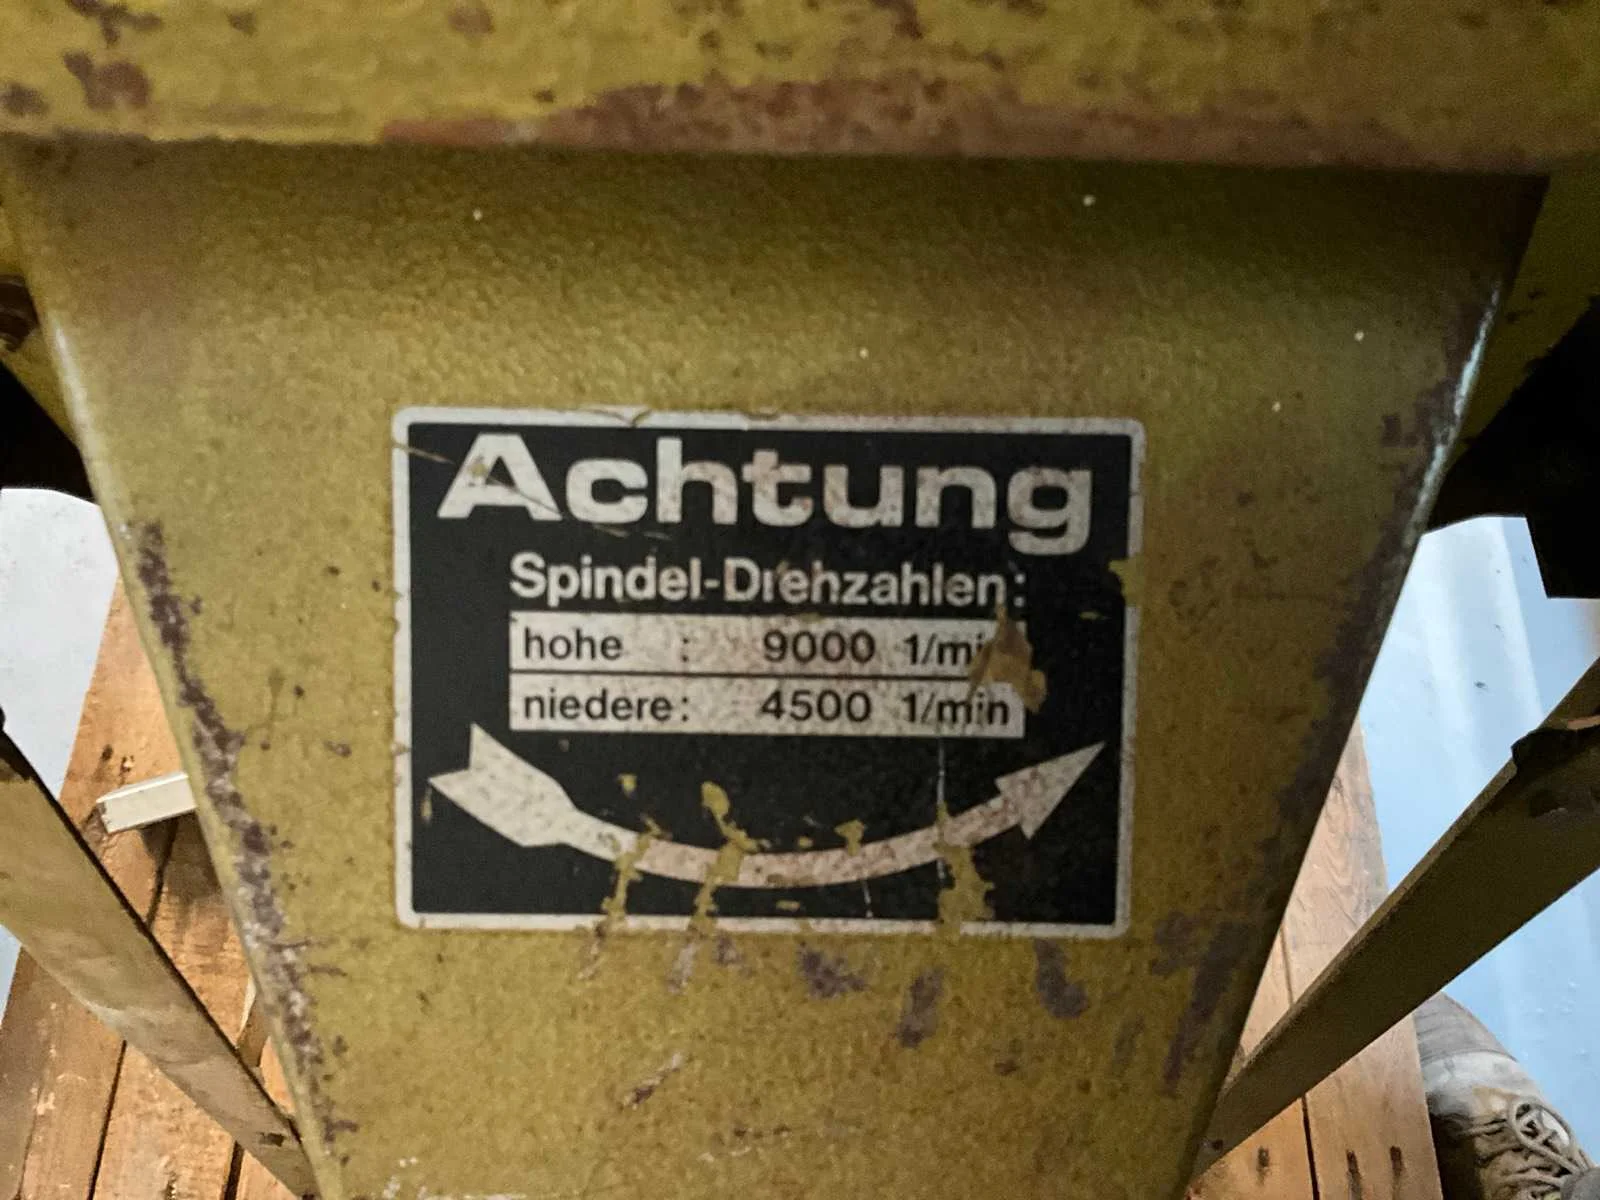 Achtung
Spindel-Drehzahlen:
hohe : 9000 1/min
niedere: 4500 1/min